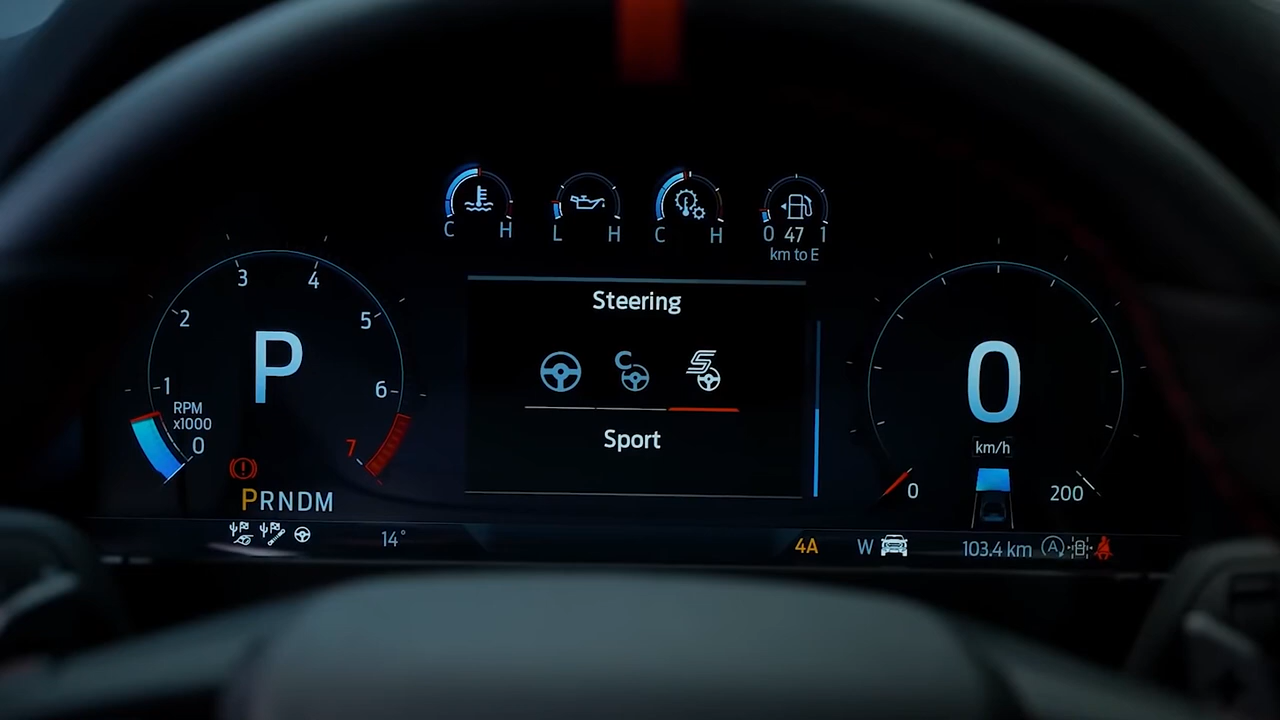 C H
L H
C H
0 47 1
km to E
Steering
C
S
Sport
0
1
2
3
4
5
6
7
RPM
x1000
P
PRNDM
0
km/h
0
200
14°
4A
W
103.4 km
A